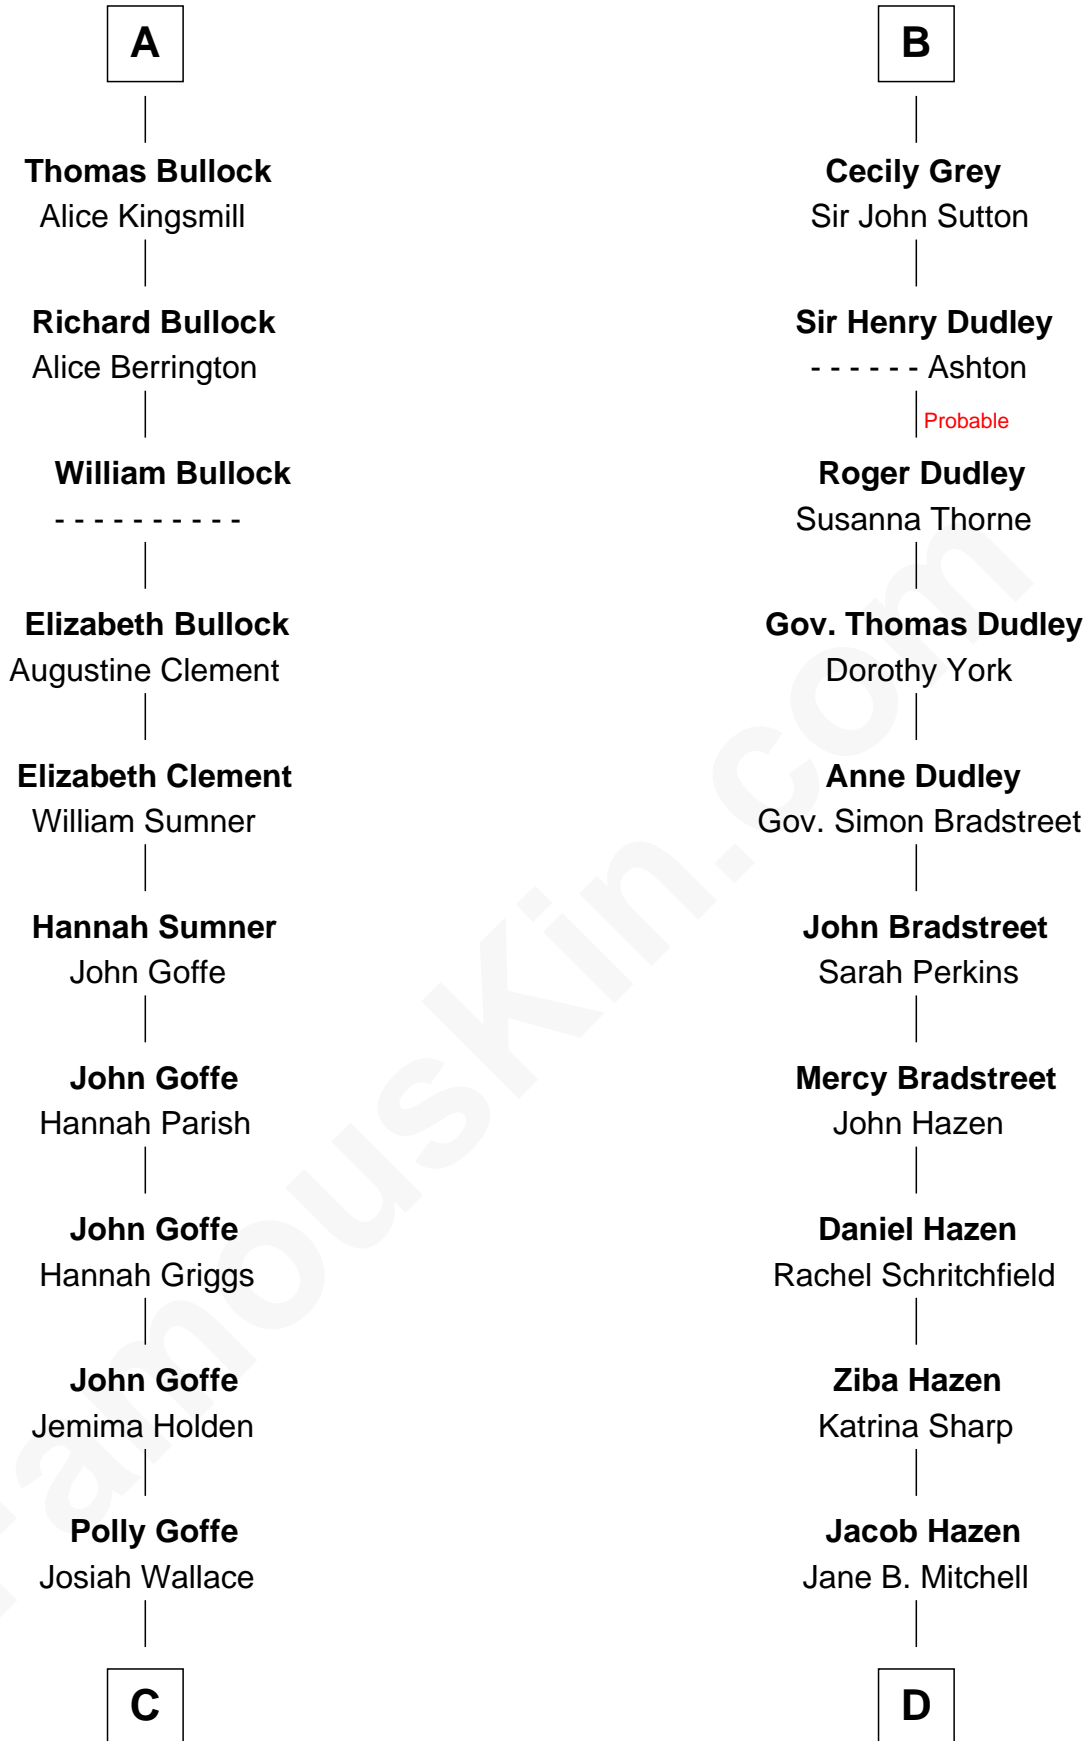 A
Thomas Bullock
Alice Kingsmill
Richard Bullock
Alice Berrington
William Bullock
- - - - - - - - - -
Elizabeth Bullock
Augustine Clement
Elizabeth Clement
William Sumner
Hannah Sumner
John Goffe
John Goffe
Hannah Parish
John Goffe
Hannah Griggs
John Goffe
Jemima Holden
Polly Goffe
Josiah Wallace
C
B
Cecily Grey
Sir John Sutton
Sir Henry Dudley
- - - - - - Ashton
Probable
Roger Dudley
Susanna Thorne
Gov. Thomas Dudley
Dorothy York
Anne Dudley
Gov. Simon Bradstreet
John Bradstreet
Sarah Perkins
Mercy Bradstreet
John Hazen
Daniel Hazen
Rachel Schritchfield
Ziba Hazen
Katrina Sharp
Jacob Hazen
Jane B. Mitchell
D
FamousKin.com